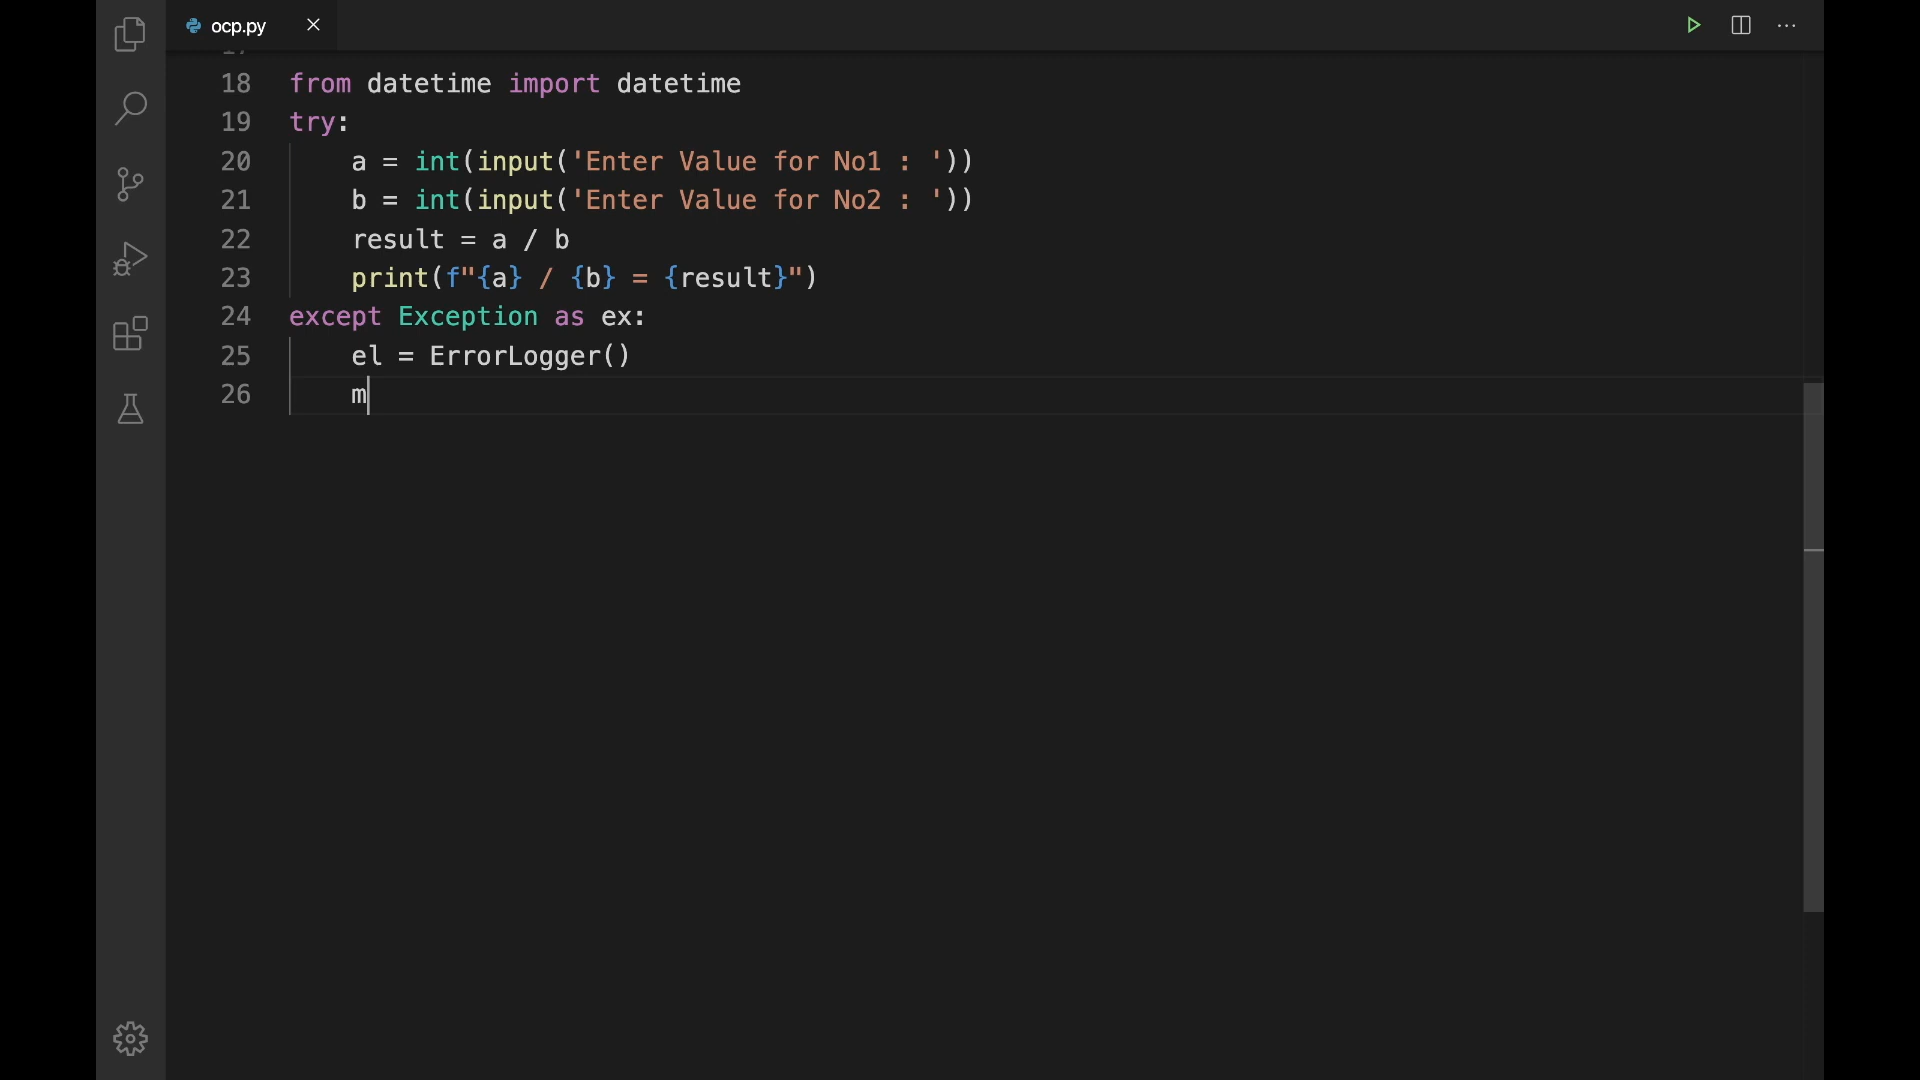 ocp.py
18 from datetime import datetime
19 try:
20     a = int(input('Enter Value for No1 : '))
21     b = int(input('Enter Value for No2 : '))
22     result = a / b
23     print(f"{a} / {b} = {result}")
24 except Exception as ex:
25     el = ErrorLogger()
26     m